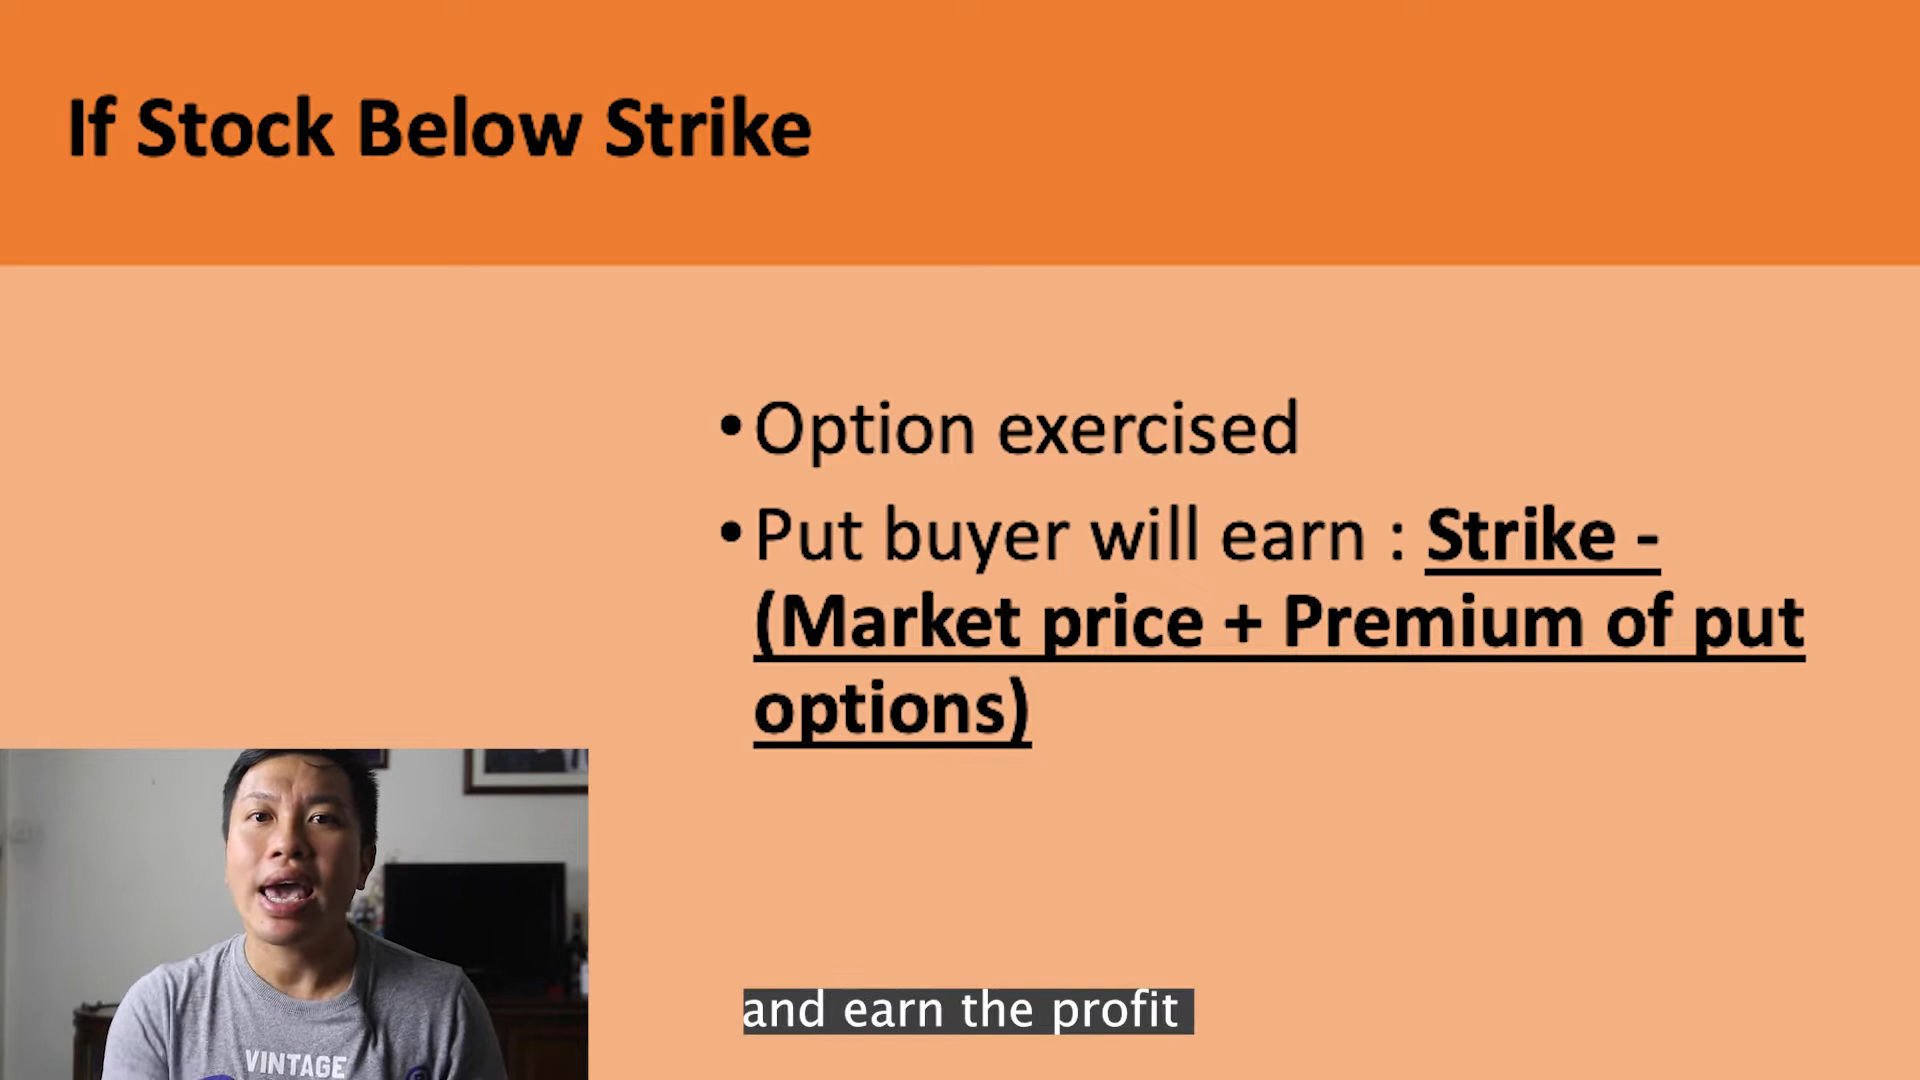 If Stock Below Strike
•Option exercised
•Put buyer will earn : Strike -
(Market price + Premium of put
options)
VINTAGE
and earn the profit